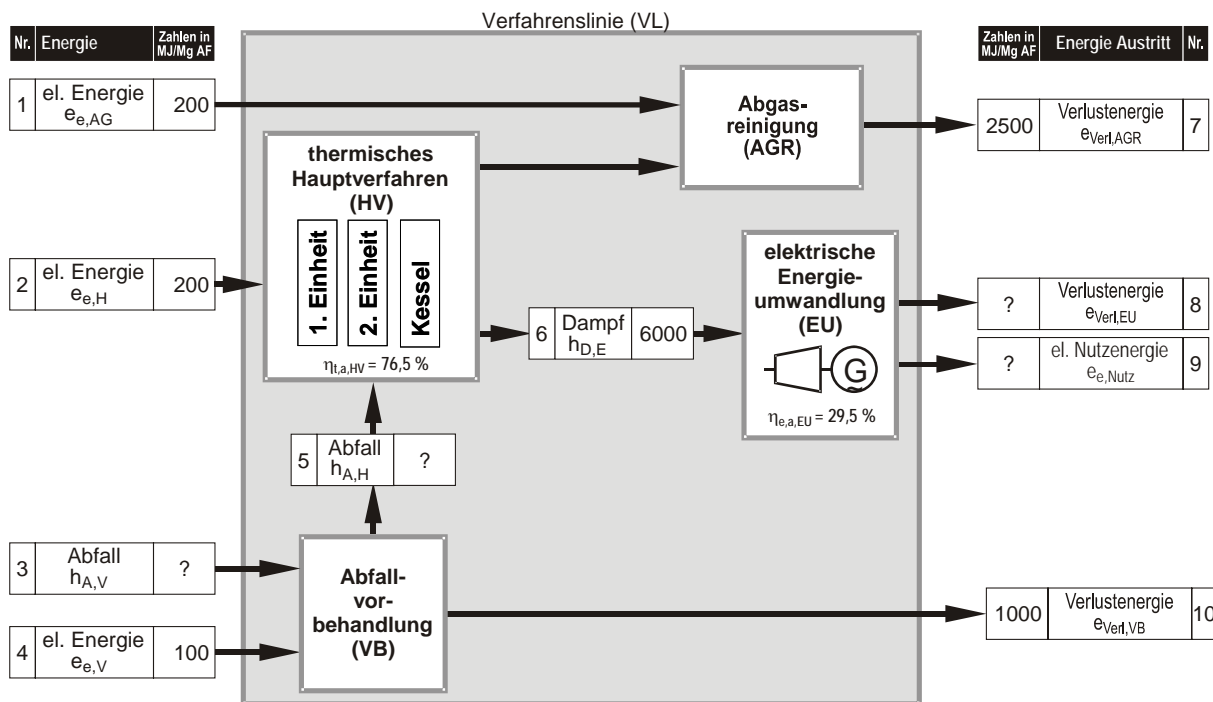 Verfahrenslinie (VL)
Nr. Energie Zahlen in MJ/Mg AF
1 el. Energie e_e,AG 200
2 el. Energie e_e,H 200
3 Abfall h_A,V ?
4 el. Energie e_e,V 100
thermisches
Hauptverfahren
(HV)
1. Einheit
2. Einheit
Kessel
η_t,a,HV = 76,5 %
5 Abfall h_A,H ?
Abfall-
vor-
behandlung
(VB)
6 Dampf h_D,E 6000
Abgas-
reinigung
(AGR)
elektrische
Energie-
umwandlung
(EU)
G
~
η_e,a,EU = 29,5 %
Zahlen in MJ/Mg AF Energie Austritt Nr.
2500 Verlustenergie e_Verl,AGR 7
? Verlustenergie e_Verl,EU 8
? el. Nutzenergie e_e,Nutz 9
1000 Verlustenergie e_Verl,VB 10